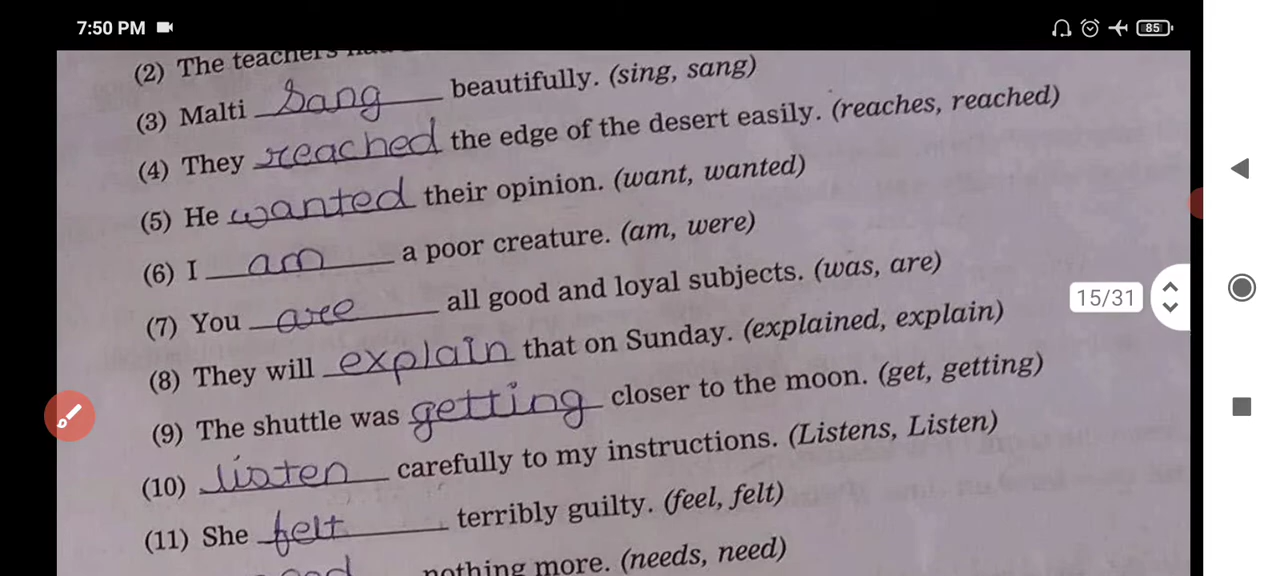 7:50 PM 85
(2) The teachers
(3) Malti Sang beautifully. (sing, sang)
(4) They reached the edge of the desert easily. (reaches, reached)
(5) He wanted their opinion. (want, wanted)
(6) I am a poor creature. (am, were)
(7) You are all good and loyal subjects. (was, are)
15/31
(8) They will explain that on Sunday. (explained, explain)
(9) The shuttle was getting closer to the moon. (get, getting)
(10) listen carefully to my instructions. (Listens, Listen)
(11) She felt terribly guilty. (feel, felt)
nothing more. (needs, need)